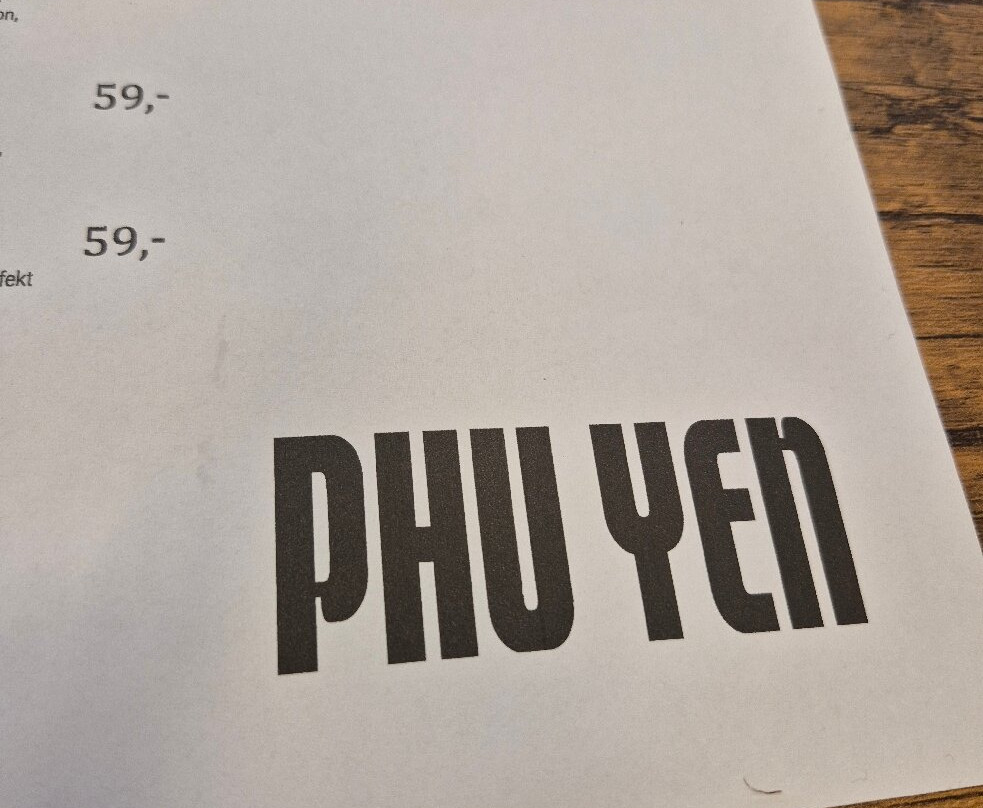 on,
59,-
59,-
fekt
PHU YEN